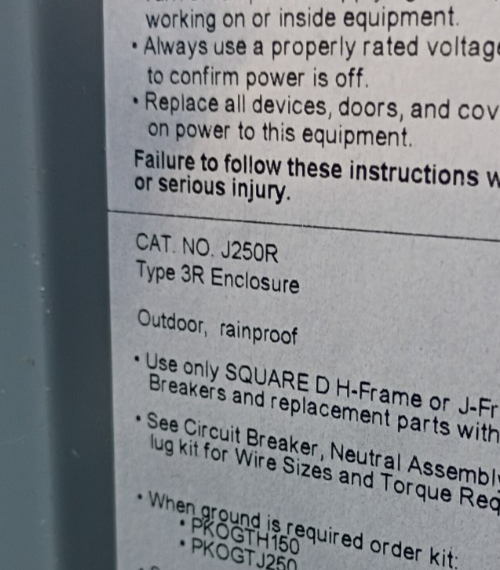 working on or inside equipment.
• Always use a properly rated voltage
to confirm power is off.
• Replace all devices, doors, and cov
on power to this equipment.
Failure to follow these instructions w
or serious injury.
CAT. NO. J250R
Type 3R Enclosure
Outdoor, rainproof
• Use only SQUARE D H-Frame or J-Fr
Breakers and replacement parts with
• See Circuit Breaker, Neutral Assembly
lug kit for Wire Sizes and Torque Req
• When ground is required order kit:
• PKOGTH150
• PKOGTJ250